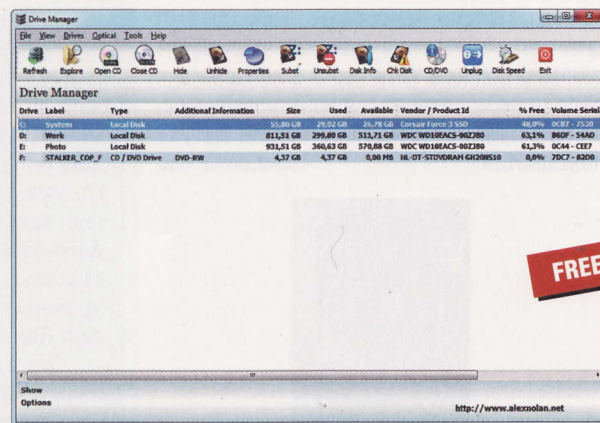 Drive Manager
File View Drives Optical Tools Help
Refresh Explore Open CD Close CD Hide Unhide Properties Subst Unsubst Disk Info Chk Disk CD/DVD Unplug Disk Speed Exit
Drive Manager
Drive Label Type Additional Information Size Used Available Vendor / Product Id % Free Volume Serial
C: System Local Disk 55,80 GB 29,02 GB 26,78 GB Corsair Force 3 SSD 48,0% 0CB7 - 7530
D: Work Local Disk 811,51 GB 299,80 GB 511,71 GB WDC WD10EACS-00ZJB0 63,1% 86DF - 54AD
E: Photo Local Disk 931,51 GB 360,63 GB 570,88 GB WDC WD10EACS-00ZJB0 61,3% 0C44 - CEE7
F: STALKER_COP_F CD / DVD Drive DVD-RW 4,37 GB 4,37 GB 0,00 MB HL-DT-STDVDRAM GH20NS10 0,0% 7DC7 - 82D0
FREE
Show
Options
http://www.alexnolan.net